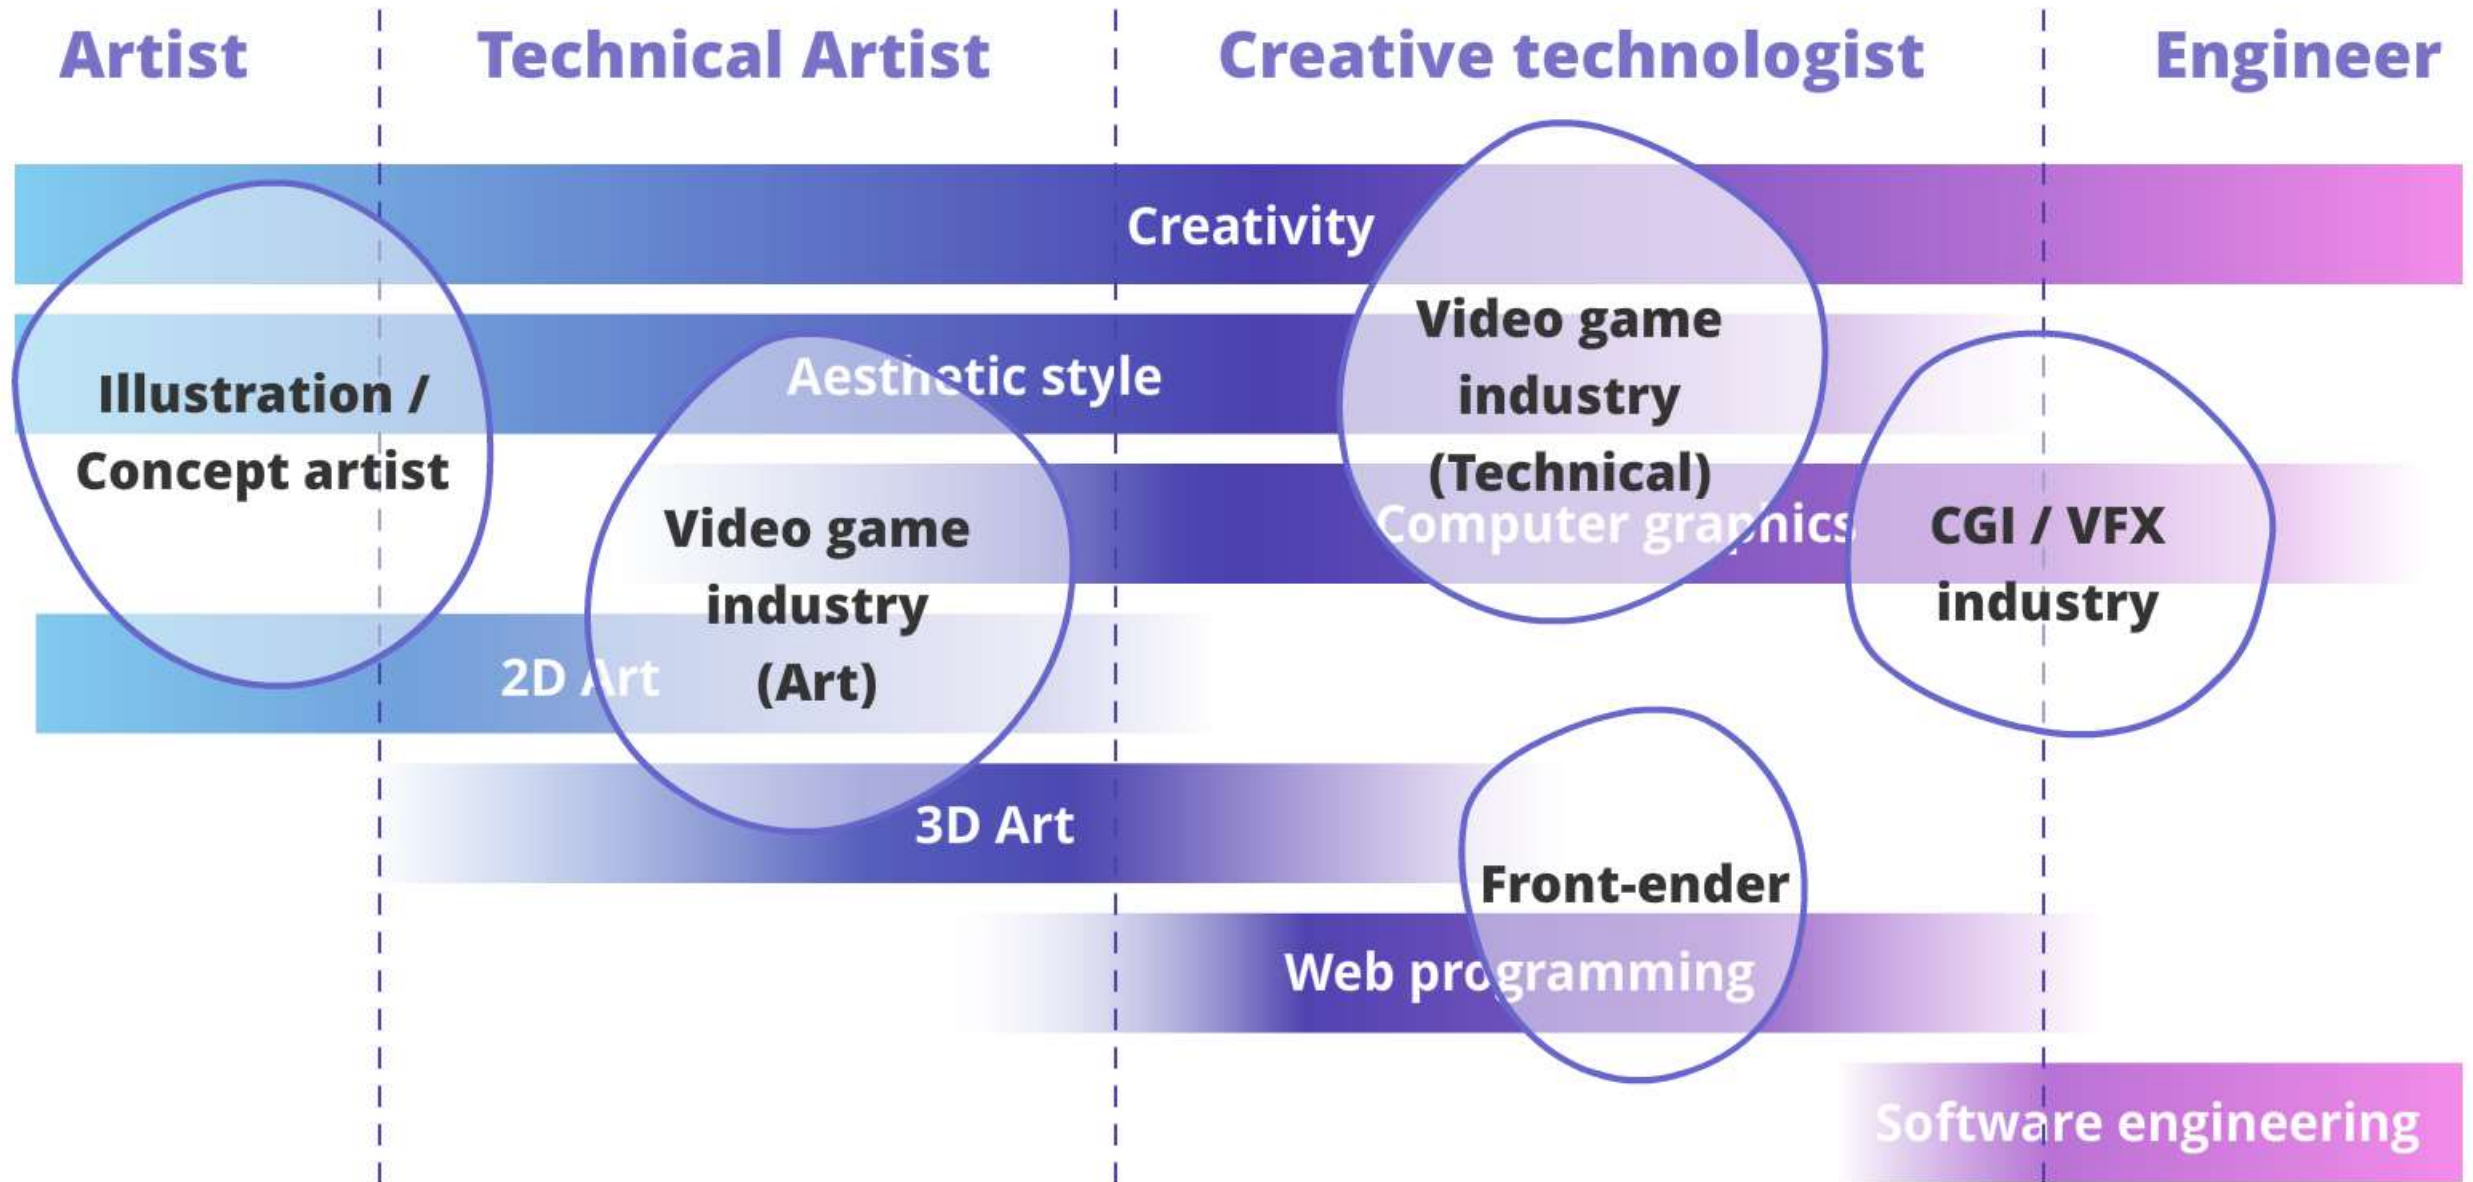 Artist
Technical Artist
Creative technologist
Engineer
Creativity
Aesthetic style
Illustration /
Concept artist
Video game
industry
(Technical)
Computer graphics
Video game
industry
(Art)
CGI / VFX
industry
2D Art
3D Art
Front-ender
Web programming
Software engineering